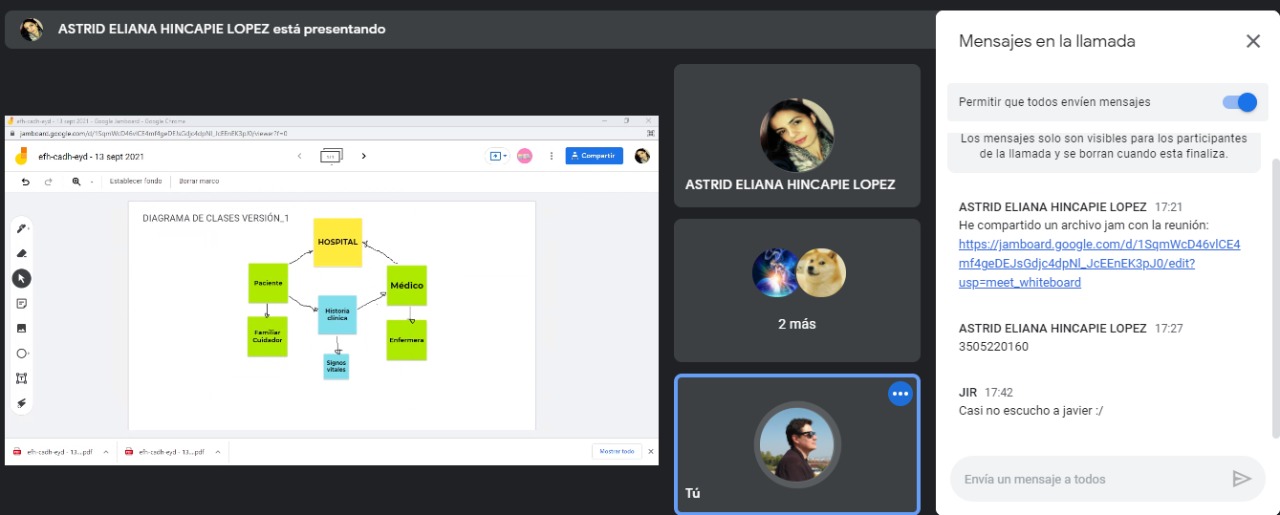 ASTRID ELIANA HINCAPIE LOPEZ está presentando
efh-cadh-eyd - 13 sept 2021 - Google Jamboard - Google Chrome
jamboard.google.com/d/1SqmWcD46vlCE4mf4geDEJsGdjc4dpNl_JcEEnEK3pJ0/viewer?f=0
efh-cadh-eyd - 13 sept 2021
1/1
Compartir
Establecer fondo
Borrar marco
DIAGRAMA DE CLASES VERSIÓN_1
HOSPITAL
Paciente
Médico
Historia
clínica
Familiar
Cuidador
Enfermera
Signos
vitales
efh-cadh-eyd - 13....pdf
efh-cadh-eyd - 13....pdf
Mostrar todo
ASTRID ELIANA HINCAPIE LOPEZ
2 más
Tú
Mensajes en la llamada
Permitir que todos envíen mensajes
Los mensajes solo son visibles para los participantes
de la llamada y se borran cuando esta finaliza.
ASTRID ELIANA HINCAPIE LOPEZ 17:21
He compartido un archivo jam con la reunión:
https://jamboard.google.com/d/1SqmWcD46vlCE4
mf4geDEJsGdjc4dpNl_JcEEnEK3pJ0/edit?
usp=meet_whiteboard
ASTRID ELIANA HINCAPIE LOPEZ 17:27
3505220160
JIR 17:42
Casi no escucho a javier :/
Envía un mensaje a todos